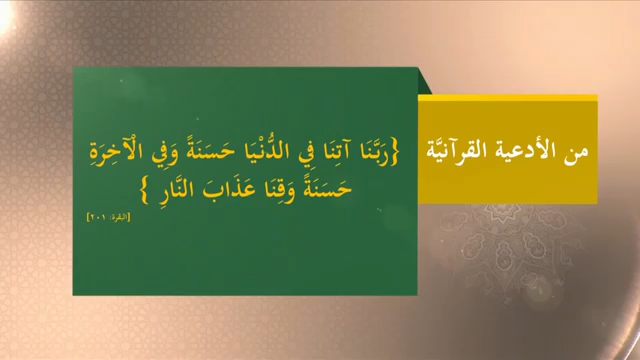 من الأدعية القرآنيَّة
{رَبَّنَا آتِنَا فِي الدُّنْيَا حَسَنَةً وَفِي الْآخِرَةِ
حَسَنَةً وَقِنَا عَذَابَ النَّارِ }
[البقرة: ٢٠١]